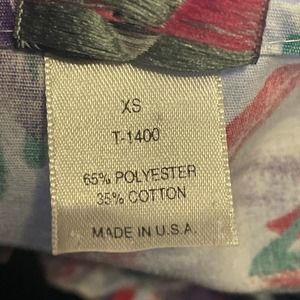 XS
T-1400
65% POLYESTER
35% COTTON
MADE IN U.S.A.